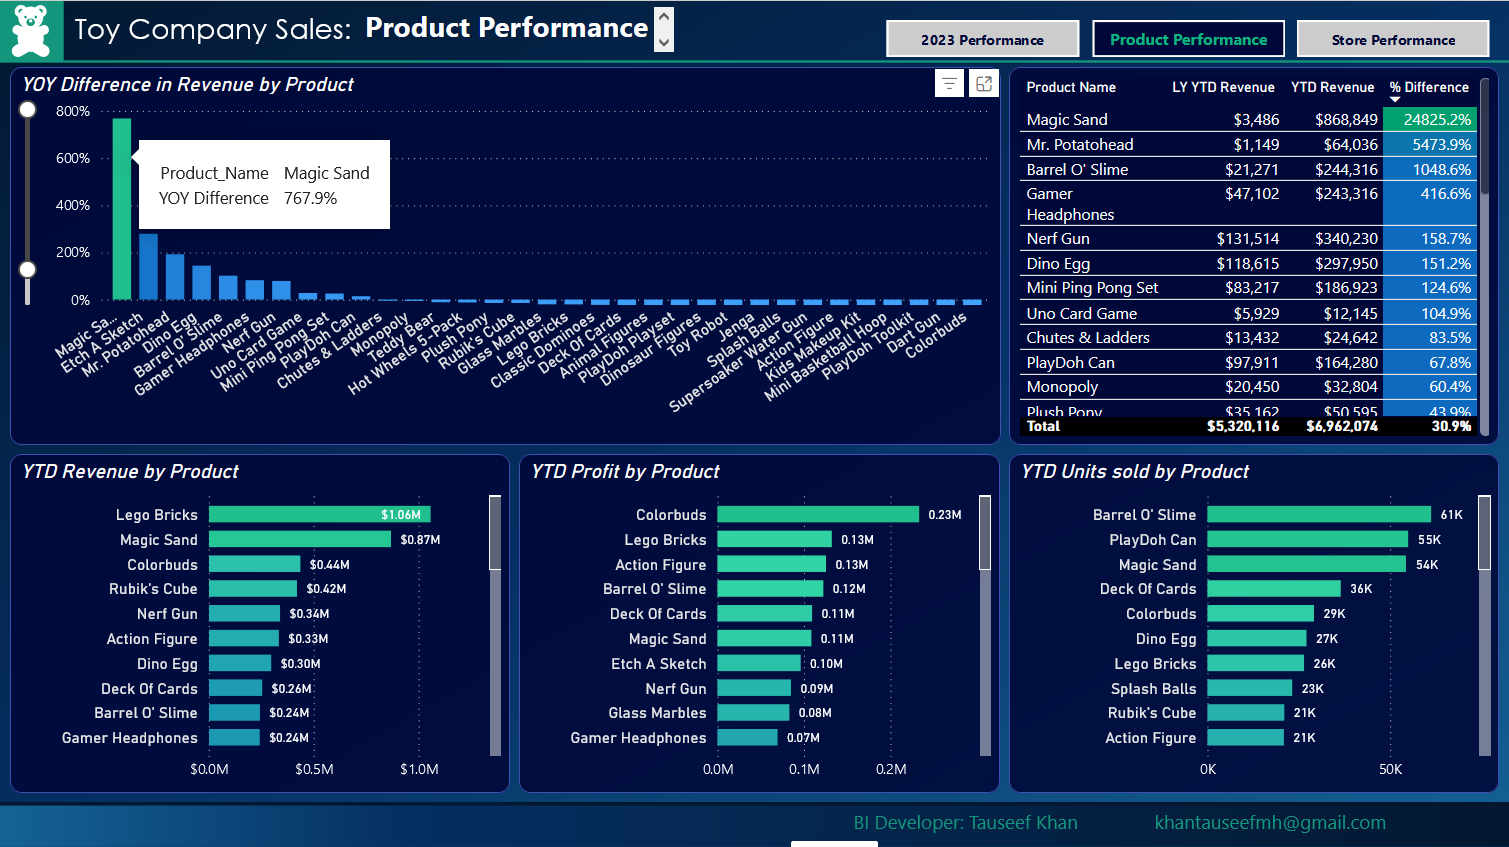 Toy Company Sales: Product Performance
2023 Performance
Product Performance
Store Performance
YOY Difference in Revenue by Product
800%
600%
400%
200%
0%
Product_Name Magic Sand
YOY Difference 767.9%
Magic Sa...
Etch A Sketch
Mr. Potatohead
Dino Egg
Barrel O' Slime
Gamer Headphones
Nerf Gun
Uno Card Game
Mini Ping Pong Set
PlayDoh Can
Chutes & Ladders
Monopoly
Teddy Bear
Hot Wheels 5-Pack
Plush Pony
Rubik's Cube
Glass Marbles
Lego Bricks
Classic Dominoes
Deck Of Cards
Animal Figures
PlayDoh Playset
Dinosaur Figures
Toy Robot
Jenga
Splash Balls
Supersoaker Water Gun
Action Figure
Kids Makeup Kit
Mini Basketball Hoop
PlayDoh Toolkit
Dart Gun
Colorbuds
Product Name LY YTD Revenue YTD Revenue % Difference
Magic Sand $3,486 $868,849 24825.2%
Mr. Potatohead $1,149 $64,036 5473.9%
Barrel O' Slime $21,271 $244,316 1048.6%
Gamer $47,102 $243,316 416.6%
Headphones
Nerf Gun $131,514 $340,230 158.7%
Dino Egg $118,615 $297,950 151.2%
Mini Ping Pong Set $83,217 $186,923 124.6%
Uno Card Game $5,929 $12,145 104.9%
Chutes & Ladders $13,432 $24,642 83.5%
PlayDoh Can $97,911 $164,280 67.8%
Monopoly $20,450 $32,804 60.4%
Plush Pony $35,162 $50,595 43.9%
Total $5,320,116 $6,962,074 30.9%
YTD Revenue by Product
Lego Bricks $1.06M
Magic Sand $0.87M
Colorbuds $0.44M
Rubik's Cube $0.42M
Nerf Gun $0.34M
Action Figure $0.33M
Dino Egg $0.30M
Deck Of Cards $0.26M
Barrel O' Slime $0.24M
Gamer Headphones $0.24M
$0.0M $0.5M $1.0M
YTD Profit by Product
Colorbuds 0.23M
Lego Bricks 0.13M
Action Figure 0.13M
Barrel O' Slime 0.12M
Deck Of Cards 0.11M
Magic Sand 0.11M
Etch A Sketch 0.10M
Nerf Gun 0.09M
Glass Marbles 0.08M
Gamer Headphones 0.07M
0.0M 0.1M 0.2M
YTD Units sold by Product
Barrel O' Slime 61K
PlayDoh Can 55K
Magic Sand 54K
Deck Of Cards 36K
Colorbuds 29K
Dino Egg 27K
Lego Bricks 26K
Splash Balls 23K
Rubik's Cube 21K
Action Figure 21K
0K 50K
BI Developer: Tauseef Khan khantauseefmh@gmail.com